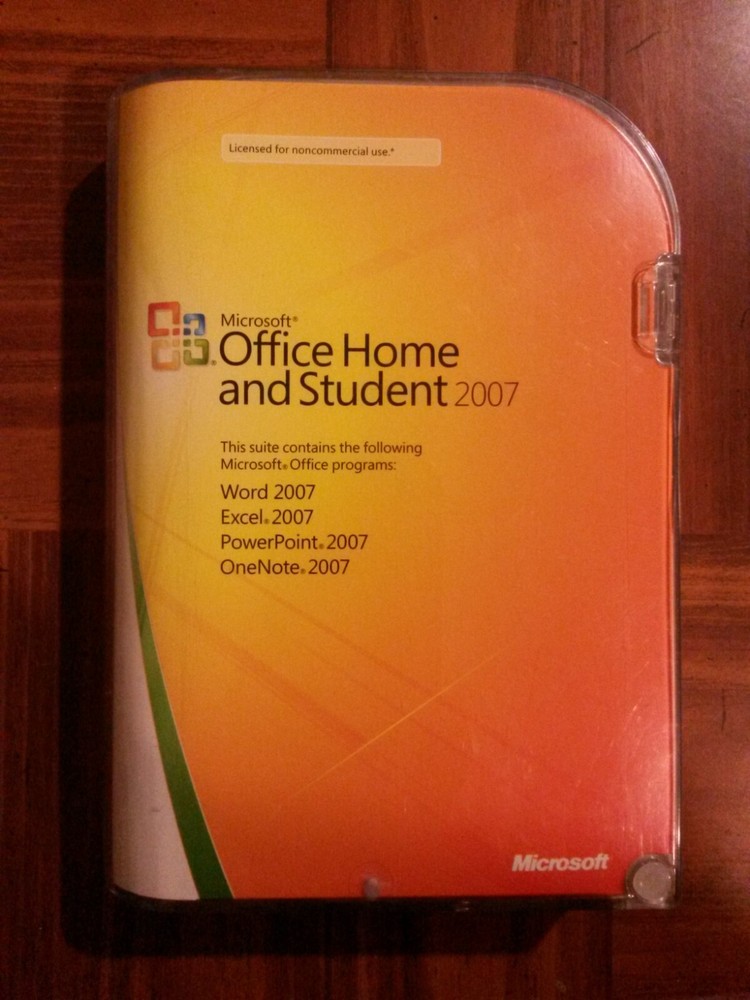 Licensed for noncommercial use.*
Microsoft®
Office Home
and Student 2007
This suite contains the following
Microsoft® Office programs:
Word 2007
Excel® 2007
PowerPoint® 2007
OneNote® 2007
Microsoft